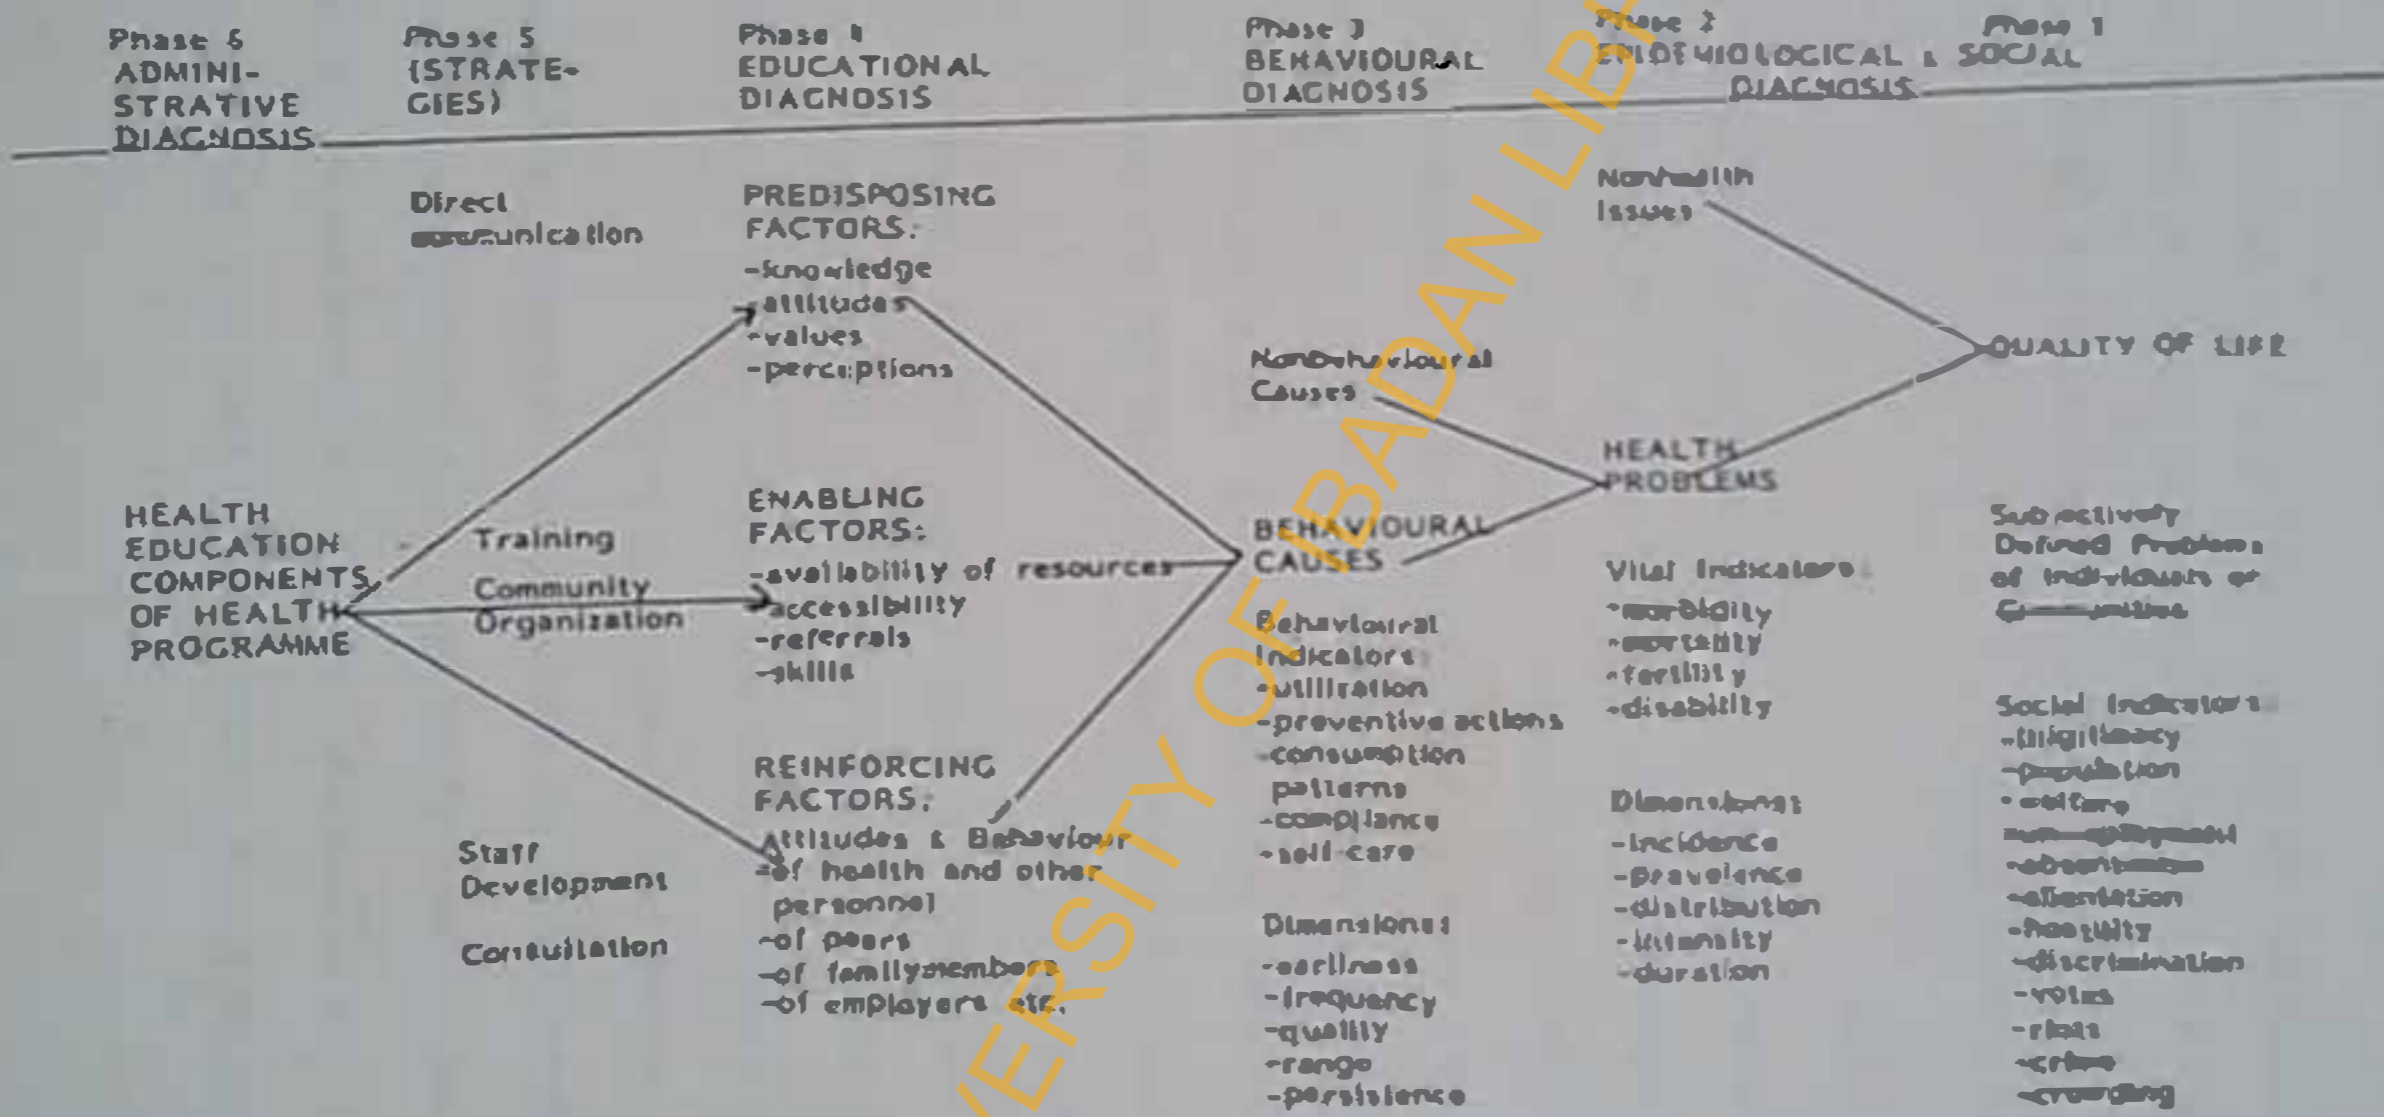 Phase 6
ADMINI-
STRATIVE
DIAGNOSIS
Phase 5
(STRATE-
GIES)
Phase 4
EDUCATIONAL
DIAGNOSIS
Phase 3
BEHAVIOURAL
DIAGNOSIS
Phase 2
EPIDEMIOLOGICAL & SOCIAL
DIAGNOSIS
Phase 1
Direct
communication
PREDISPOSING
FACTORS:
-knowledge
-attitudes
-values
-perceptions
Nonhealth
Issues
QUALITY OF LIFE
Nonbehavioural
Causes
HEALTH
PROBLEMS
HEALTH
EDUCATION
COMPONENTS
OF HEALTH
PROGRAMME
Training
Community
Organization
ENABLING
FACTORS:
-availability of resources
-accessibility
-referrals
-skills
BEHAVIOURAL
CAUSES
Behavioural
Indicators:
-utilization
-preventive actions
-consumption
patterns
-compliance
-self-care
Dimensions:
-earliness
-frequency
-quality
-range
-persistence
Vital Indicators:
-morbidity
-mortality
-fertility
-disability
Dimensions:
-incidence
-prevalence
-distribution
-intensity
-duration
Subjectively
Defined Problems
of individuals or
Social Indicators:
-illigitimacy
-population
-alientation
-hostility
-discrimination
-votes
-riots
-crime
-crowding
REINFORCING
FACTORS:
Attitudes & Behaviour
-of health and other
personnel
-of peers
-of familymembers
-of employers etc.
Staff
Development
Consultation
VERSITY OF IBADAN LIBR